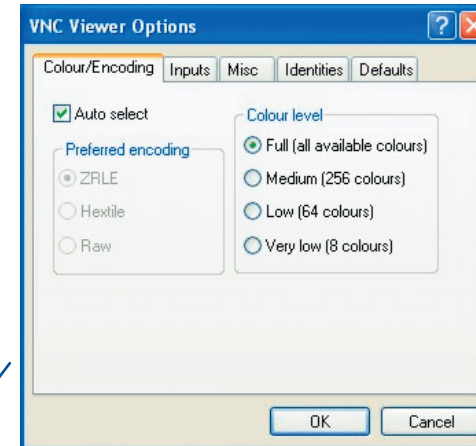 VNC Viewer Options
Colour/Encoding Inputs Misc Identities Defaults
Auto select
Preferred encoding
ZRLE
Hextile
Raw
Colour level
Full (all available colours)
Medium (256 colours)
Low (64 colours)
Very low (8 colours)
OK Cancel